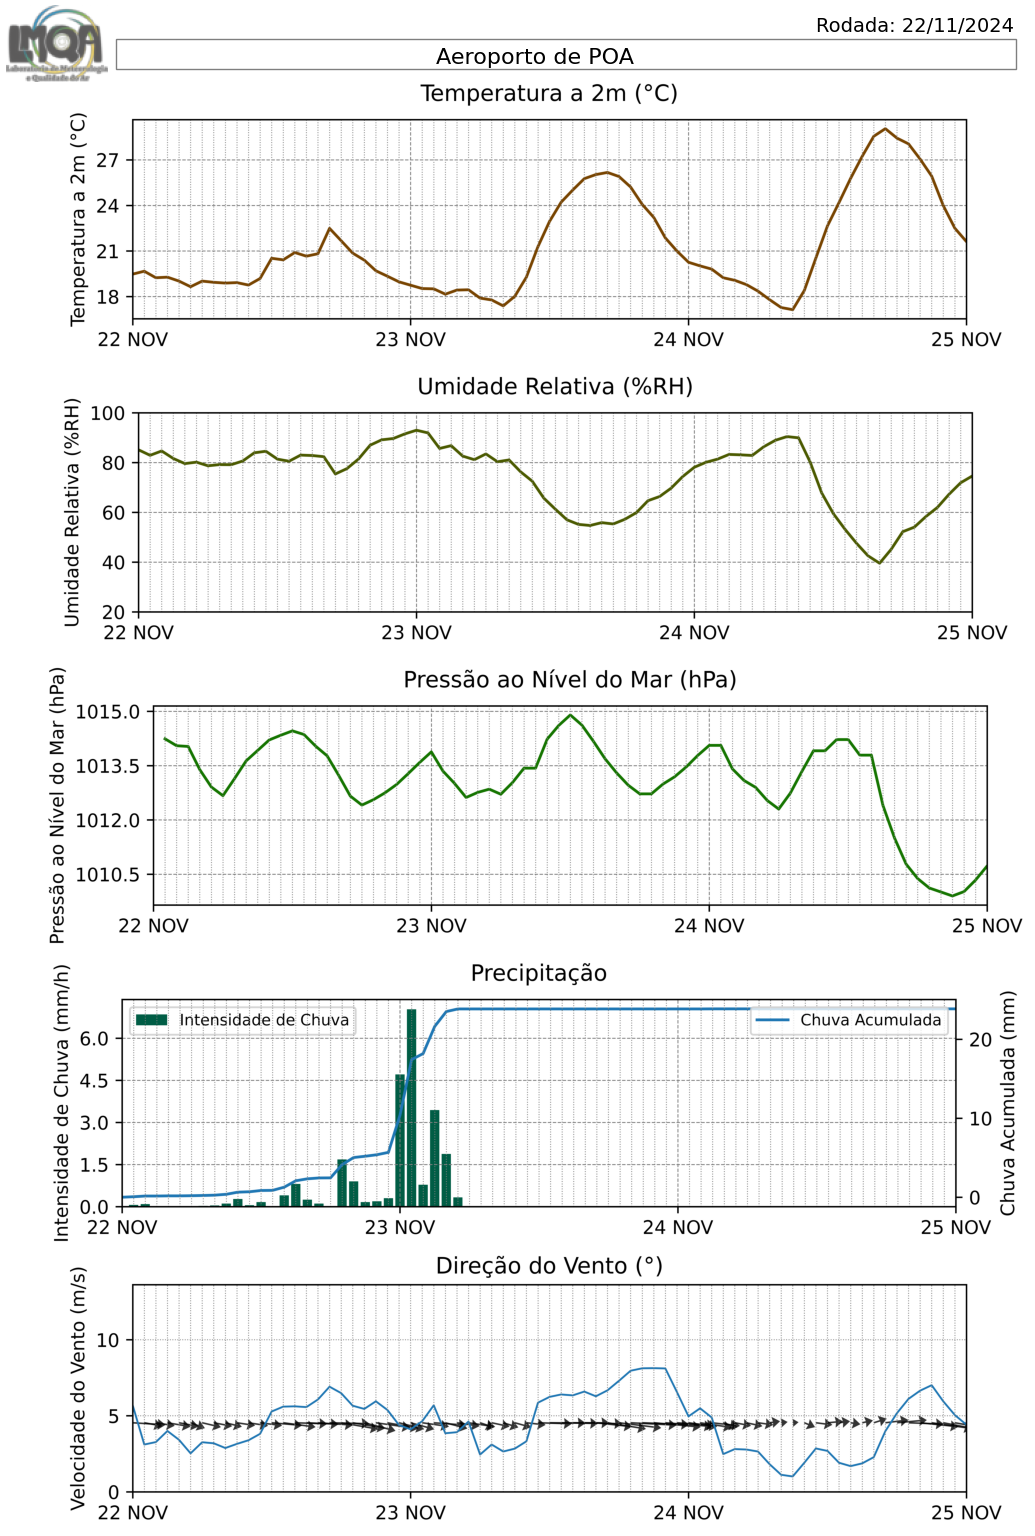 LMQA
Laboratório de Meteorologia
e Qualidade do Ar
Rodada: 22/11/2024
Aeroporto de POA
Temperatura a 2m (°C)
Temperatura a 2m (°C)
27
24
21
18
22 NOV 23 NOV 24 NOV 25 NOV
Umidade Relativa (%RH)
Umidade Relativa (%RH)
100
80
60
40
20
22 NOV 23 NOV 24 NOV 25 NOV
Pressão ao Nível do Mar (hPa)
Pressão ao Nível do Mar (hPa)
1015.0
1013.5
1012.0
1010.5
22 NOV 23 NOV 24 NOV 25 NOV
Precipitação
Intensidade de Chuva (mm/h)
Intensidade de Chuva
Chuva Acumulada
6.0
4.5
3.0
1.5
0.0
20
10
0
Chuva Acumulada (mm)
22 NOV 23 NOV 24 NOV 25 NOV
Direção do Vento (°)
Velocidade do Vento (m/s)
10
5
0
22 NOV 23 NOV 24 NOV 25 NOV